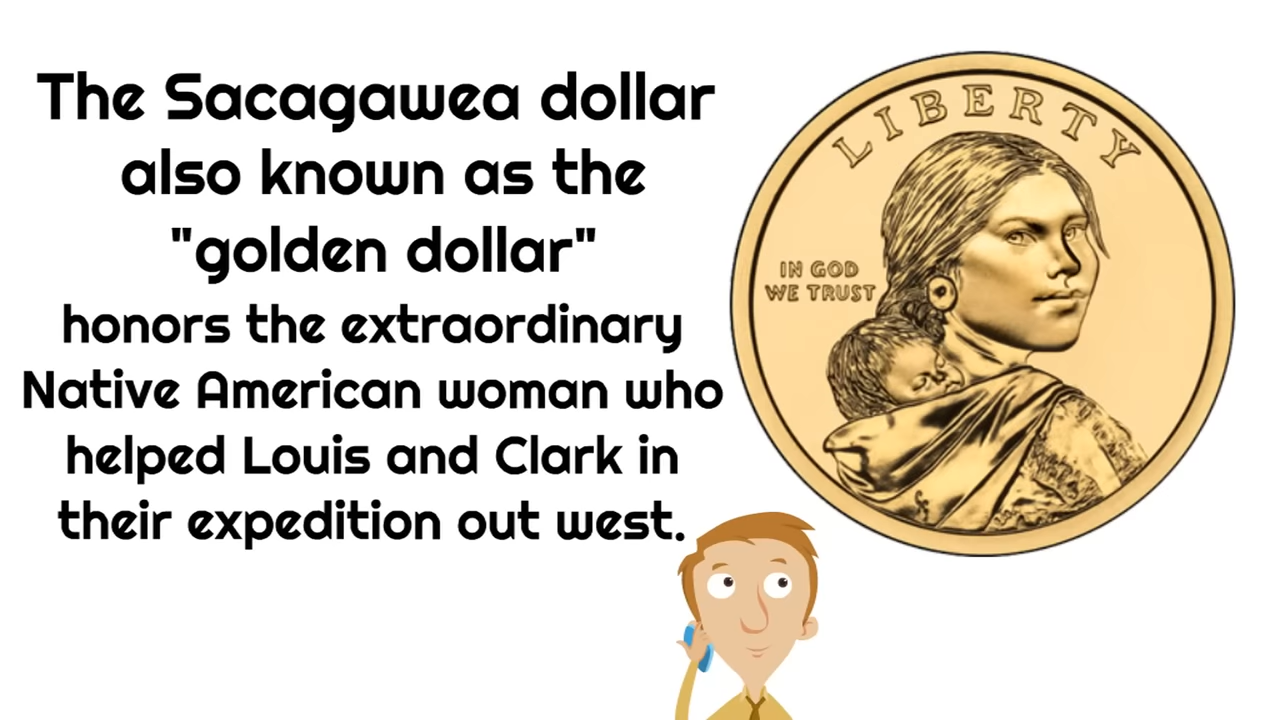 The Sacagawea dollar
also known as the
"golden dollar"
honors the extraordinary
Native American woman who
helped Louis and Clark in
their expedition out west.
LIBERTY
IN GOD
WE TRUST